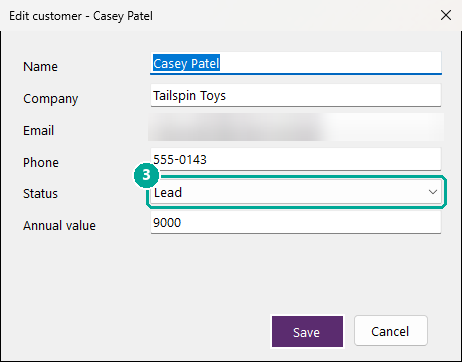 Edit customer - Casey Patel
Name Casey Patel
Company Tailspin Toys
Email
Phone 555-0143
3
Status Lead
Annual value 9000
Save Cancel